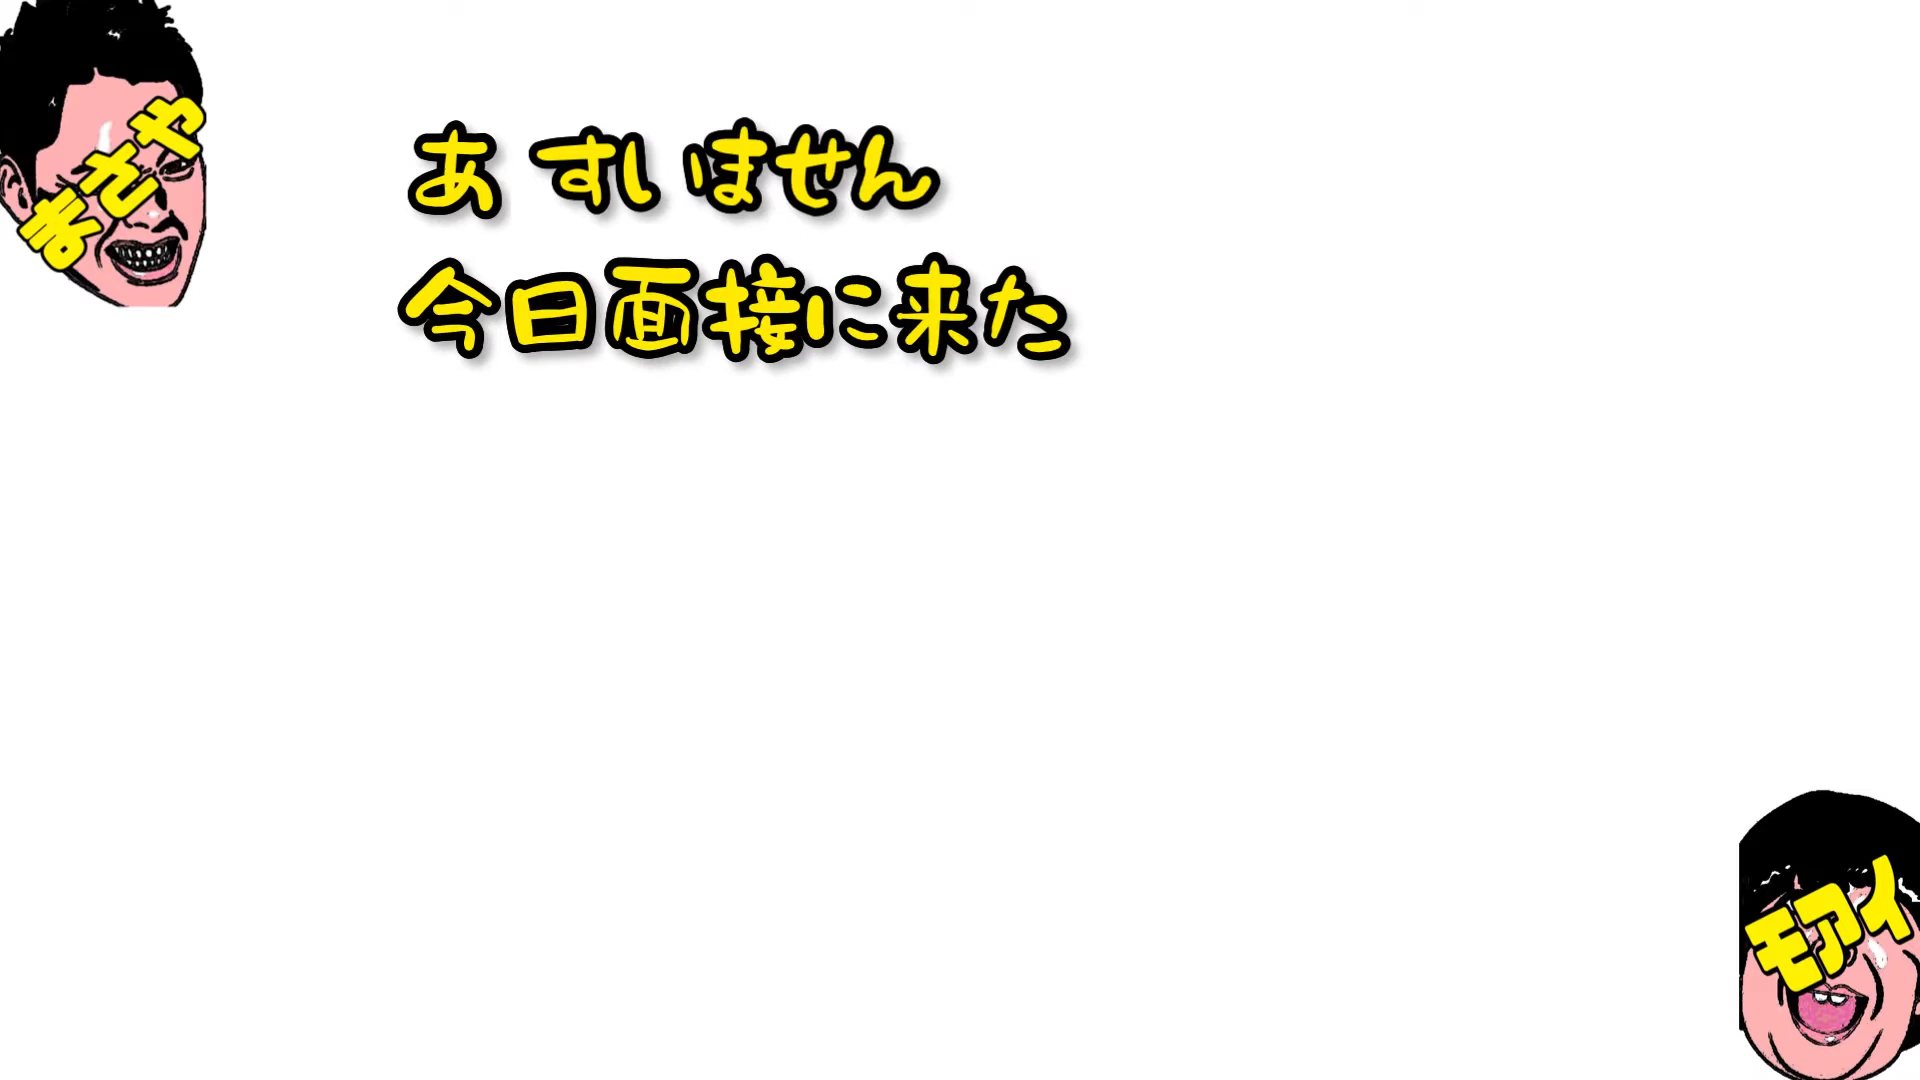 まさや
あ すいません
今日面接に来た
モアイ